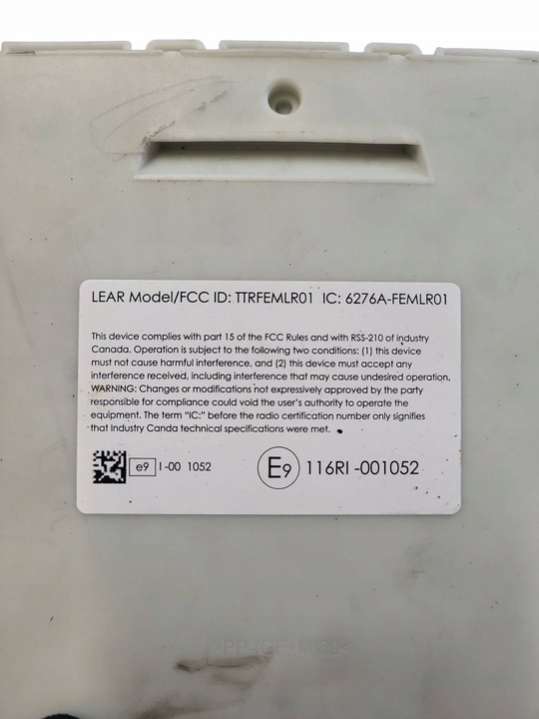 LEAR Model/FCC ID: TTRFEMLR01 IC: 6276A-FEMLR01
This device complies with part 15 of the FCC Rules and with RSS-210 of Industry
Canada. Operation is subject to the following two conditions: (1) this device
must not cause harmful interference, and (2) this device must accept any
interference received, including interference that may cause undesired operation.
WARNING: Changes or modifications not expressively approved by the party
responsible for compliance could void the user's authority to operate the
equipment. The term "IC:" before the radio certification number only signifies
that Industry Canda technical specifications were met.
e9 I-00 1052 E9 116RI-001052